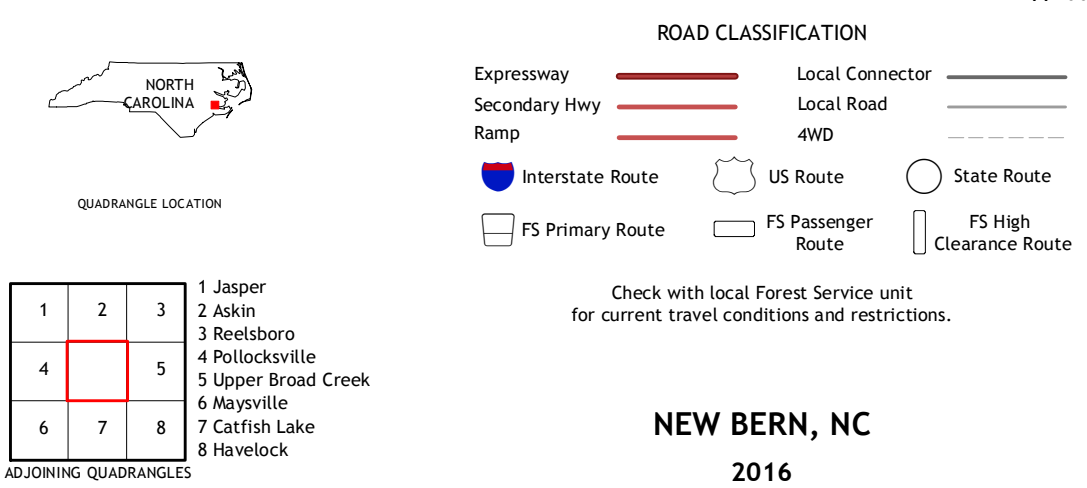 ROAD CLASSIFICATION
Expressway
Local Connector
Secondary Hwy
Local Road
Ramp
4WD
Interstate Route
US Route
State Route
FS Primary Route
FS Passenger
Route
FS High
Clearance Route
Check with local Forest Service unit
for current travel conditions and restrictions.
NORTH
CAROLINA
QUADRANGLE LOCATION
1 2 3
4 5
6 7 8
ADJOINING QUADRANGLES
1 Jasper
2 Askin
3 Reelsboro
4 Pollocksville
5 Upper Broad Creek
6 Maysville
7 Catfish Lake
8 Havelock
NEW BERN, NC
2016